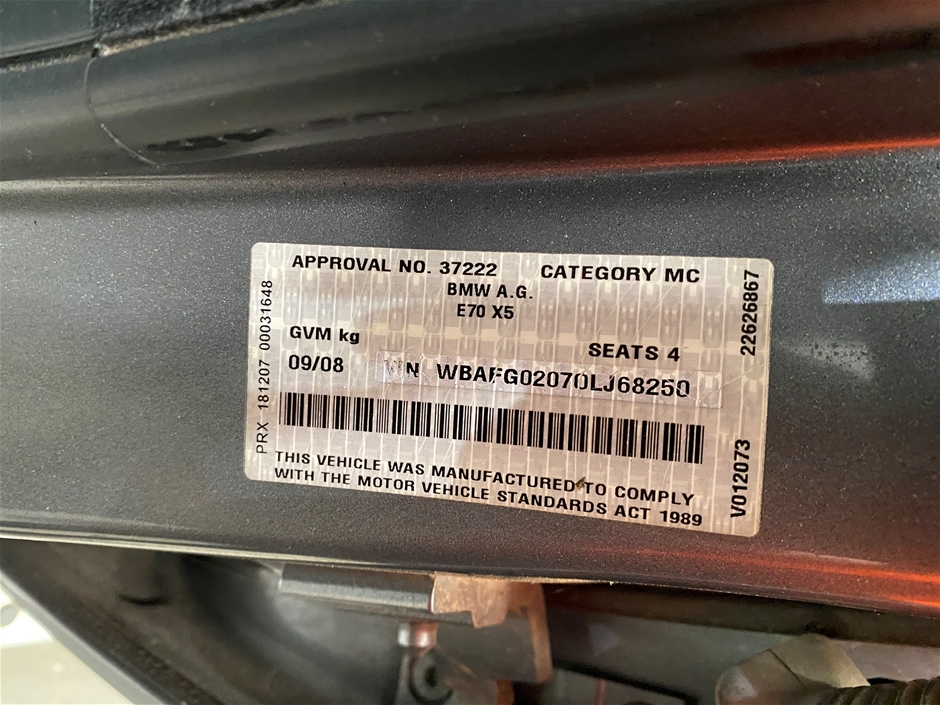 APPROVAL NO. 37222 CATEGORY MC
BMW A.G.
E70 X5
GVM kg
SEATS 4
09/08 VIN WBAFG02070LJ68250
THIS VEHICLE WAS MANUFACTURED TO COMPLY
WITH THE MOTOR VEHICLE STANDARDS ACT 1989
PRX 181207 00031648
22626867
V012073